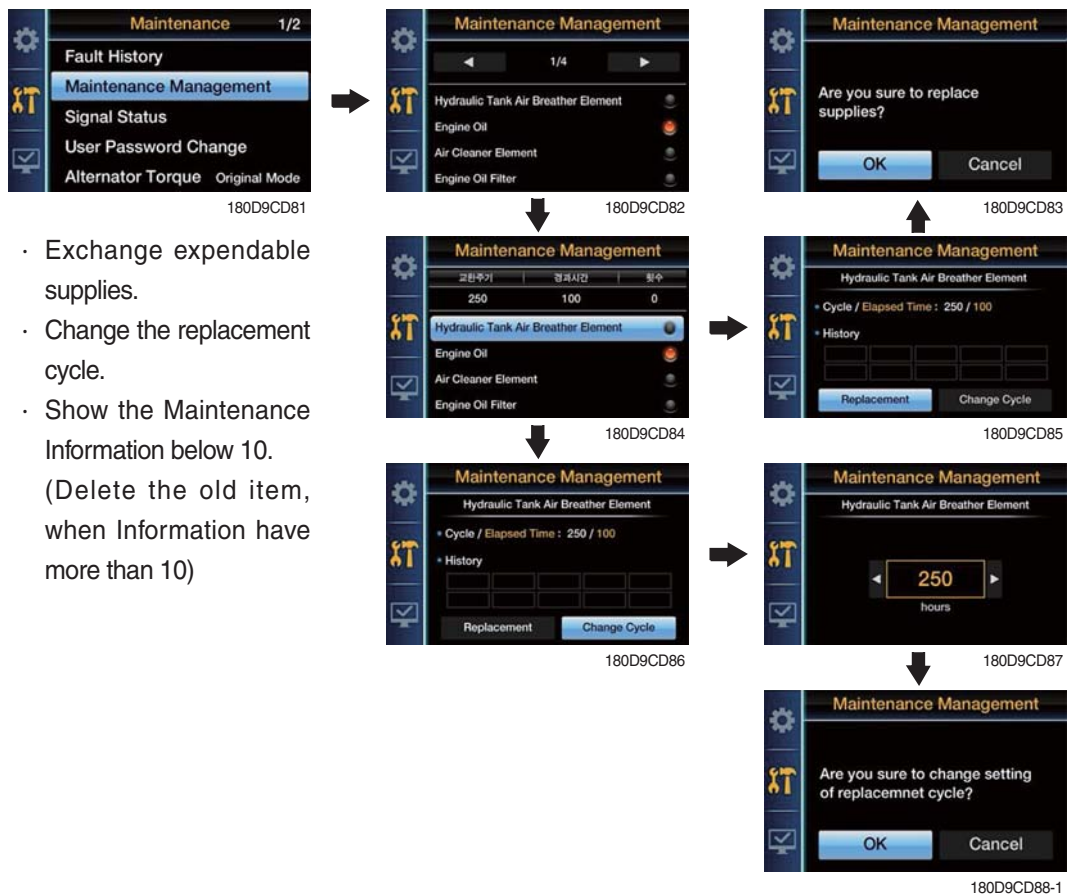 Maintenance 1/2
Fault History
Maintenance Management
Signal Status
User Password Change
Alternator Torque Original Mode
180D9CD81
· Exchange expendable
supplies.
· Change the replacement
cycle.
· Show the Maintenance
Information below 10.
(Delete the old item,
when Information have
more than 10)
Maintenance Management
◀ 1/4 ▶
Hydraulic Tank Air Breather Element
Engine Oil
Air Cleaner Element
Engine Oil Filter
180D9CD82
Maintenance Management
Are you sure to replace
supplies?
OK Cancel
180D9CD83
Maintenance Management
교환주기 | 경과시간 | 횟수
250 100 0
Hydraulic Tank Air Breather Element
Engine Oil
Air Cleaner Element
Engine Oil Filter
180D9CD84
Maintenance Management
Hydraulic Tank Air Breather Element
• Cycle / Elapsed Time : 250 / 100
• History
Replacement Change Cycle
180D9CD85
Maintenance Management
Hydraulic Tank Air Breather Element
• Cycle / Elapsed Time : 250 / 100
• History
Replacement Change Cycle
180D9CD86
Maintenance Management
Hydraulic Tank Air Breather Element
◀ 250 ▶
hours
180D9CD87
Maintenance Management
Are you sure to change setting
of replacemnet cycle?
OK Cancel
180D9CD88-1